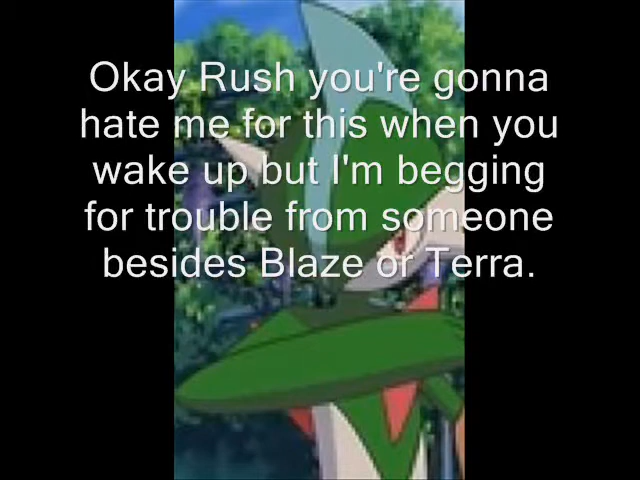 Okay Rush you're gonna
hate me for this when you
wake up but I'm begging
for trouble from someone
besides Blaze or Terra.